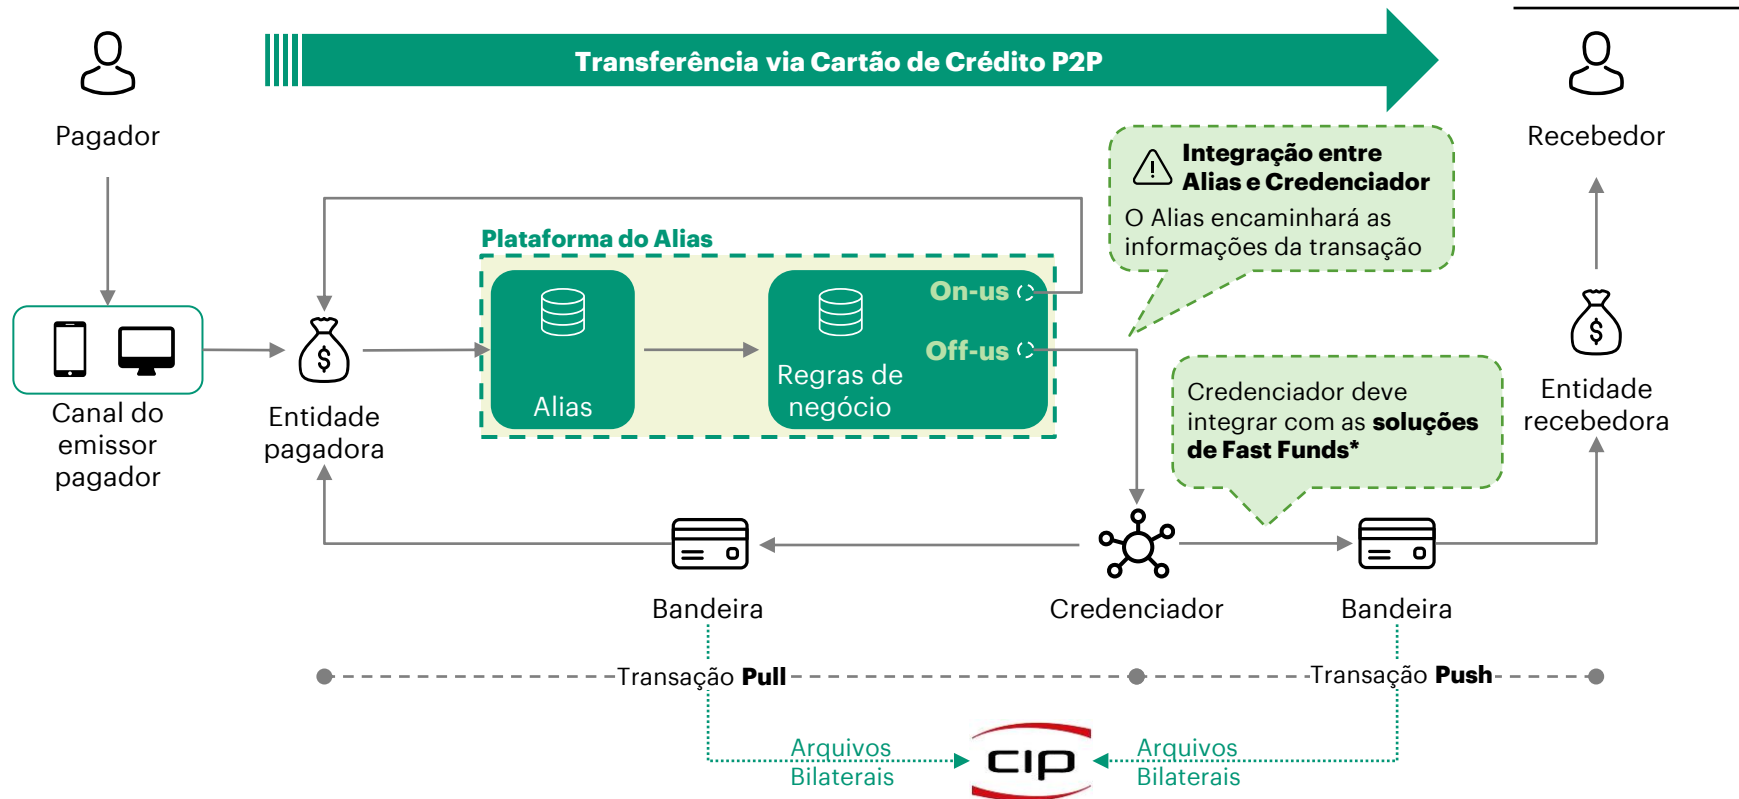 Transferência via Cartão de Crédito P2P
Pagador
Recebedor
Integração entre
Alias e Credenciador
O Alias encaminhará as
informações da transação
Plataforma do Alias
On-us
Off-us
$
$
Alias
Regras de
negócio
Canal do
emissor
pagador
Entidade
pagadora
Credenciador deve
integrar com as soluções
de Fast Funds*
Entidade
recebedora
Bandeira
Credenciador
Bandeira
Transação Pull
Transação Push
Arquivos
Bilaterais
cip
Arquivos
Bilaterais